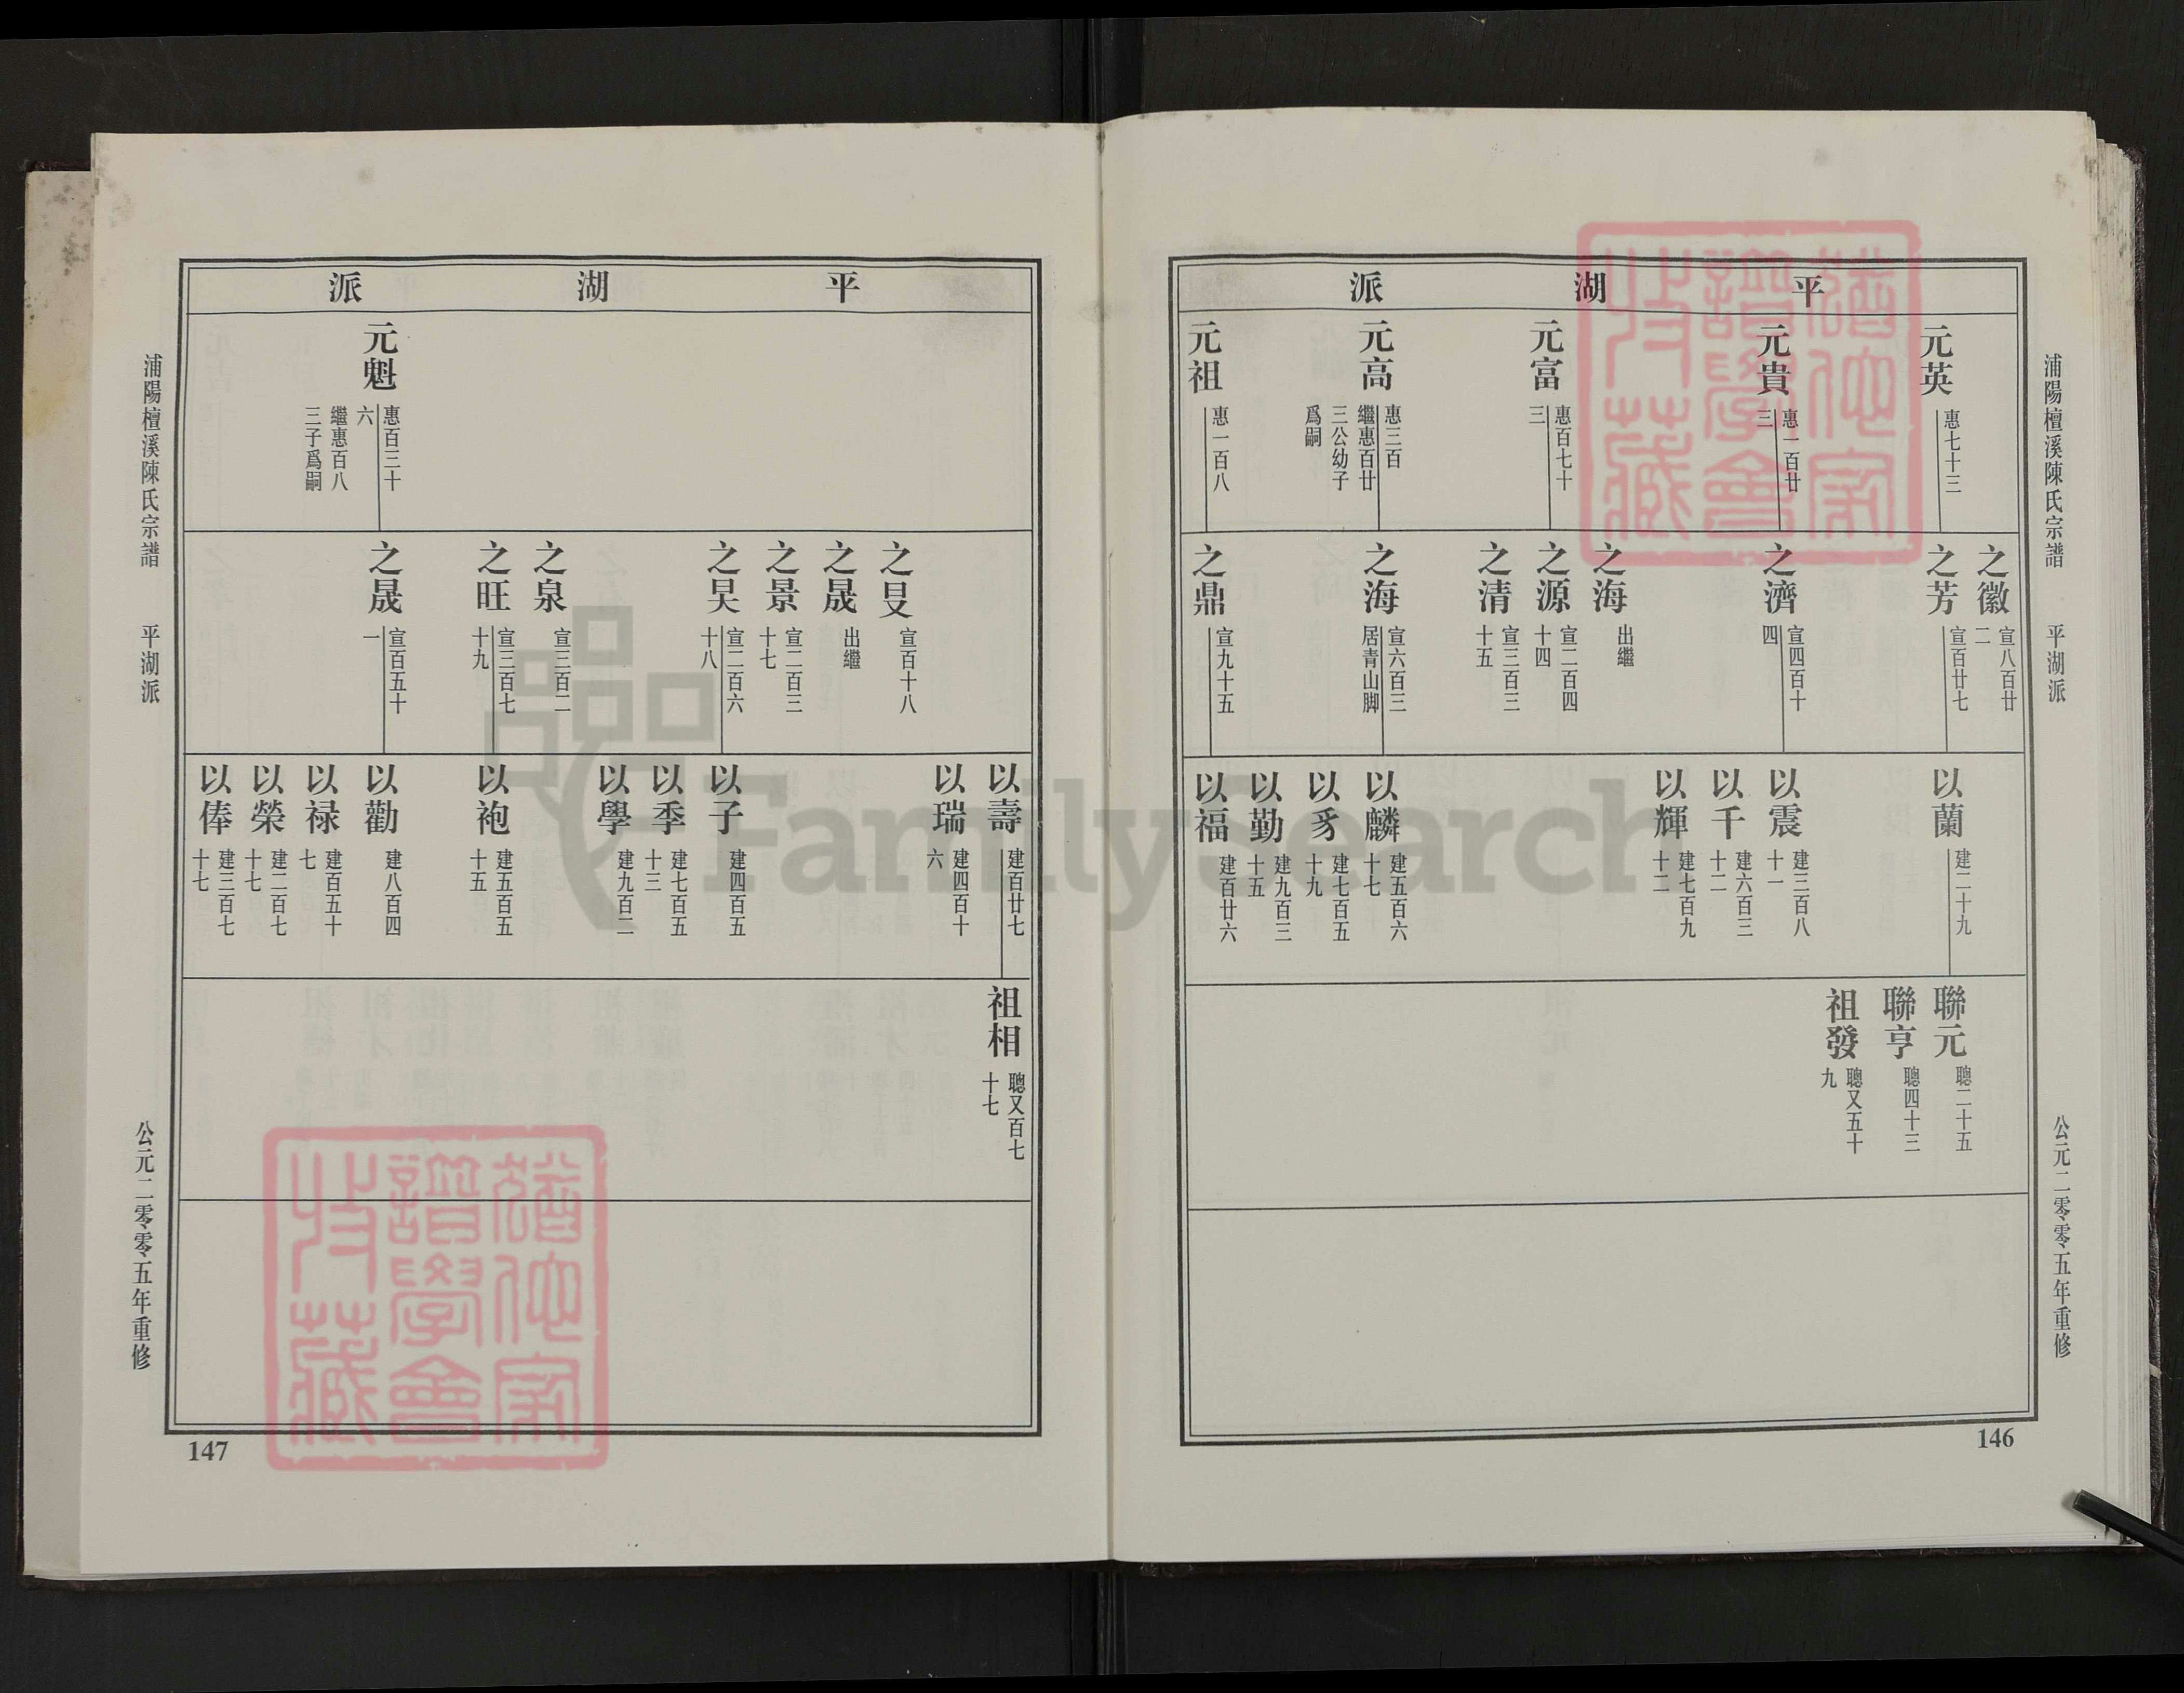 浦陽檀溪陳氏宗譜 平湖派 公元二零零五年重修
平湖派
元英 惠七十三
元貴 惠一百廿三
元富 惠百七十三
元高 惠三百
繼惠百廿三公幼子爲嗣
元祖 惠一百八
之徽 宣八百廿二
之芳 宣百廿七
之濟 宣四百十四
之海 出繼
之源 宣二百四十四
之清 宣三百三十五
之海 宣六百三
居青山脚
之鼎 宣九十五
以蘭 建二十九
以震 建三百八十一
以千 建六百三十二
以輝 建七百九十二
以麟 建五百六十七
以豸 建七百五十九
以勤 建九百三十五
以福 建百廿六
聯元 聰二十五
聯亨 聰四十三
祖發 聰又五十九
146
平湖派
元魁 惠百三十六
繼惠百八三子爲嗣
之旻 宣百十八
之晟 出繼
之景 宣二百三十七
之昊 宣二百六十八
之泉 宣三百二
之旺 宣三百七十九
之晟 宣百五十一
以壽 建百廿七
以瑞 建四百十六
以子 建四百五
以季 建七百五十三
以學 建九百二
以袍 建五百五十五
以勸 建八百四
以禄 建百五十七
以榮 建二百七十七
以俸 建三百七十七
祖相 聰又百七十七
浦陽檀溪陳氏宗譜 平湖派 公元二零零五年重修
147
FamilySearch